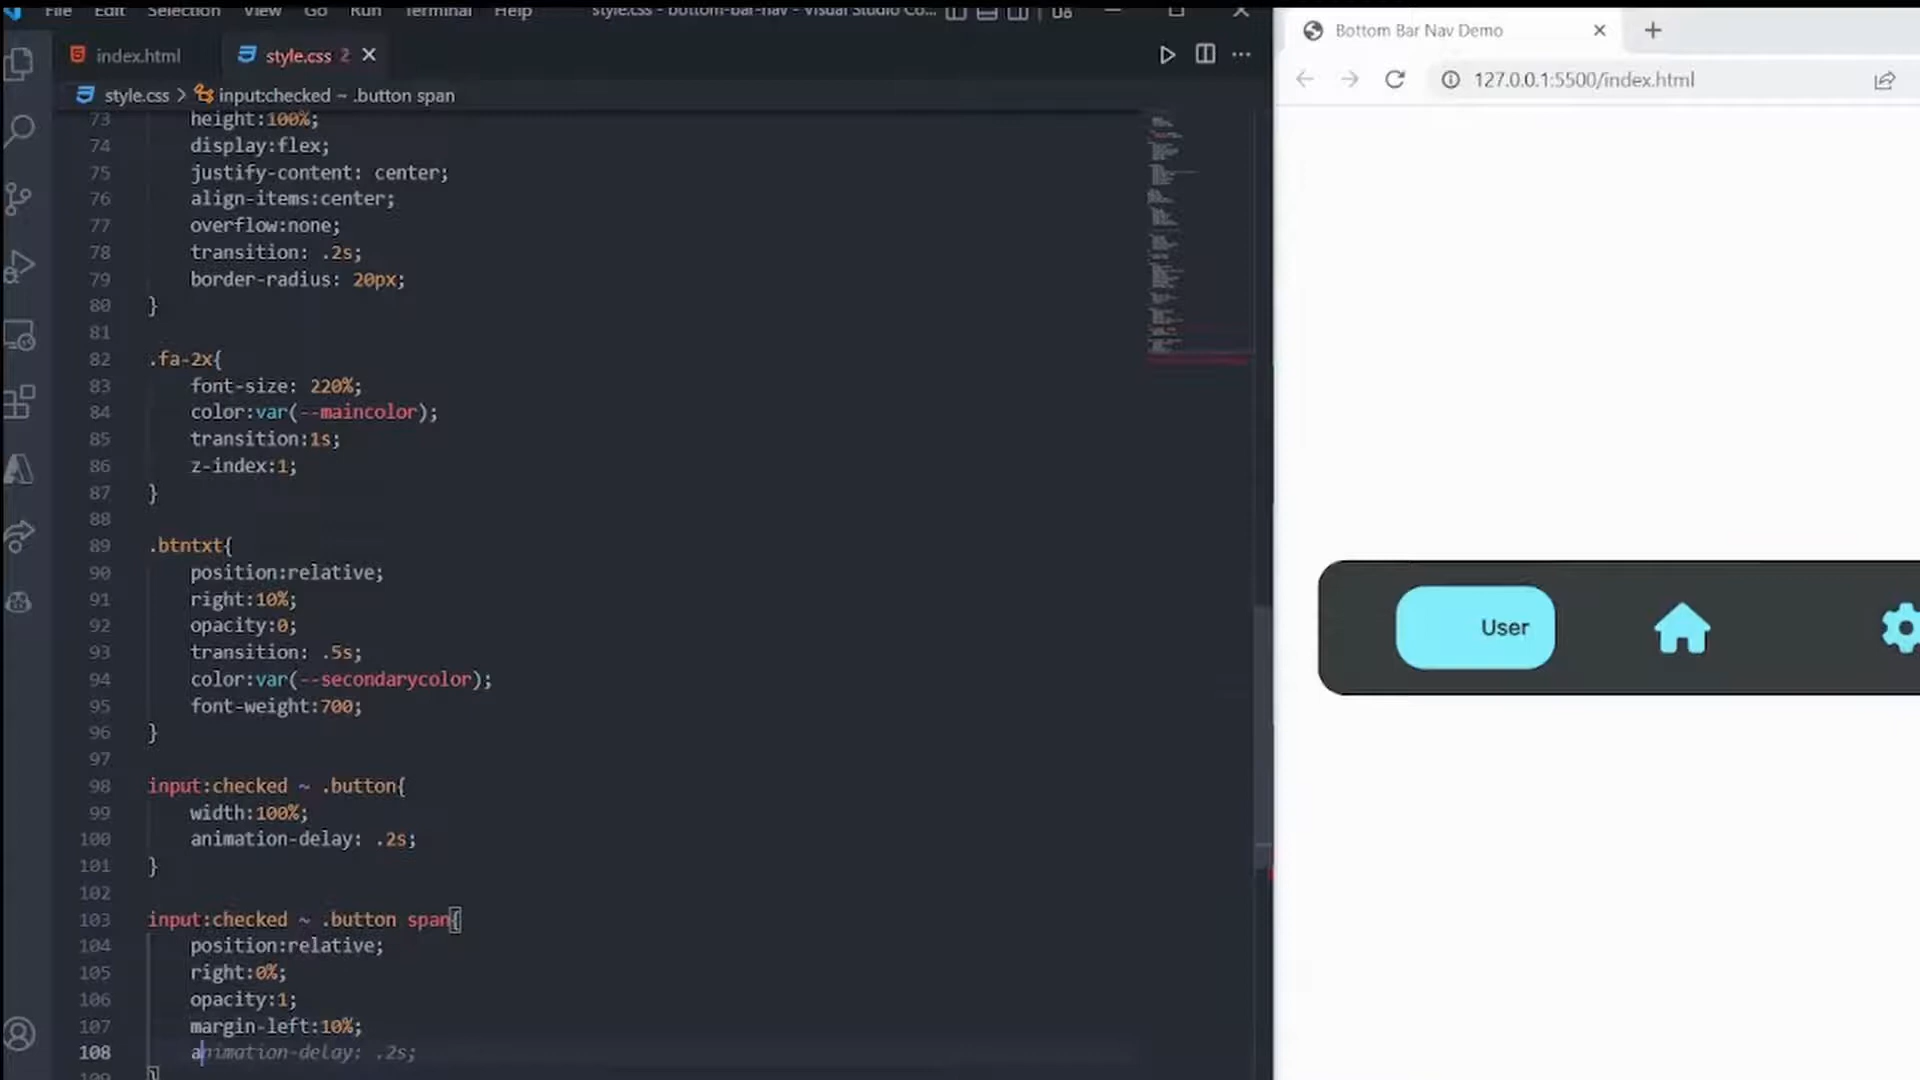 File Edit Selection View Go Run Terminal Help style.css - bottom-bar-nav - Visual Studio Co...
index.html style.css 2
style.css > input:checked ~ .button span
73 height:100%;
74 display:flex;
75 justify-content: center;
76 align-items:center;
77 overflow:none;
78 transition: .2s;
79 border-radius: 20px;
80 }
81
82 .fa-2x{
83 font-size: 220%;
84 color:var(--maincolor);
85 transition:1s;
86 z-index:1;
87 }
88
89 .btntxt{
90 position:relative;
91 right:10%;
92 opacity:0;
93 transition: .5s;
94 color:var(--secondarycolor);
95 font-weight:700;
96 }
97
98 input:checked ~ .button{
99 width:100%;
100 animation-delay: .2s;
101 }
102
103 input:checked ~ .button span{
104 position:relative;
105 right:0%;
106 opacity:1;
107 margin-left:10%;
108 animation-delay: .2s;
109 }
Bottom Bar Nav Demo
127.0.0.1:5500/index.html
User